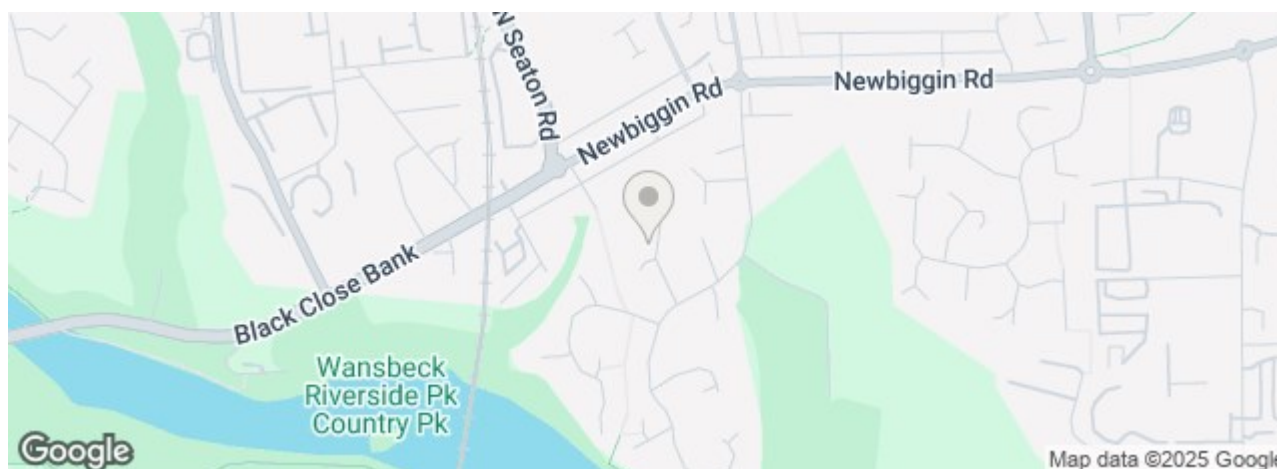 N Seaton Rd
Newbiggin Rd
Newbiggin Rd
Black Close Bank
Wansbeck
Riverside Pk
Country Pk
Google
Map data ©2025 Google